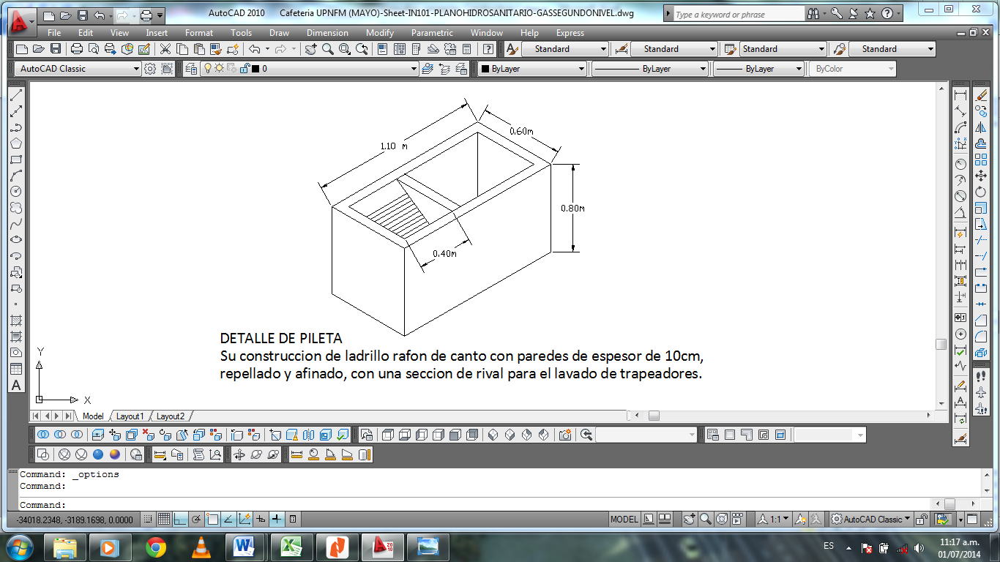 AutoCAD 2010 Cafeteria UPNFM (MAYO)-Sheet-IN101-PLANOHIDROSANITARIO-GASSEGUNDONIVEL.dwg
Type a keyword or phrase
File Edit View Insert Format Tools Draw Dimension Modify Parametric Window Help Express
Standard Standard Standard Standard
AutoCAD Classic 0 ByLayer ByLayer ByLayer ByColor
0.60m
1.10 m
0.80m
0.40m
DETALLE DE PILETA
Su construccion de ladrillo rafon de canto con paredes de espesor de 10cm,
repellado y afinado, con una seccion de rival para el lavado de trapeadores.
Y
X
A
Model Layout1 Layout2
Command: _options
Command:
Command:
-34018.2348, -3189.1698, 0.0000 MODEL 1:1 AutoCAD Classic
ES 11:17 a.m.
01/07/2014